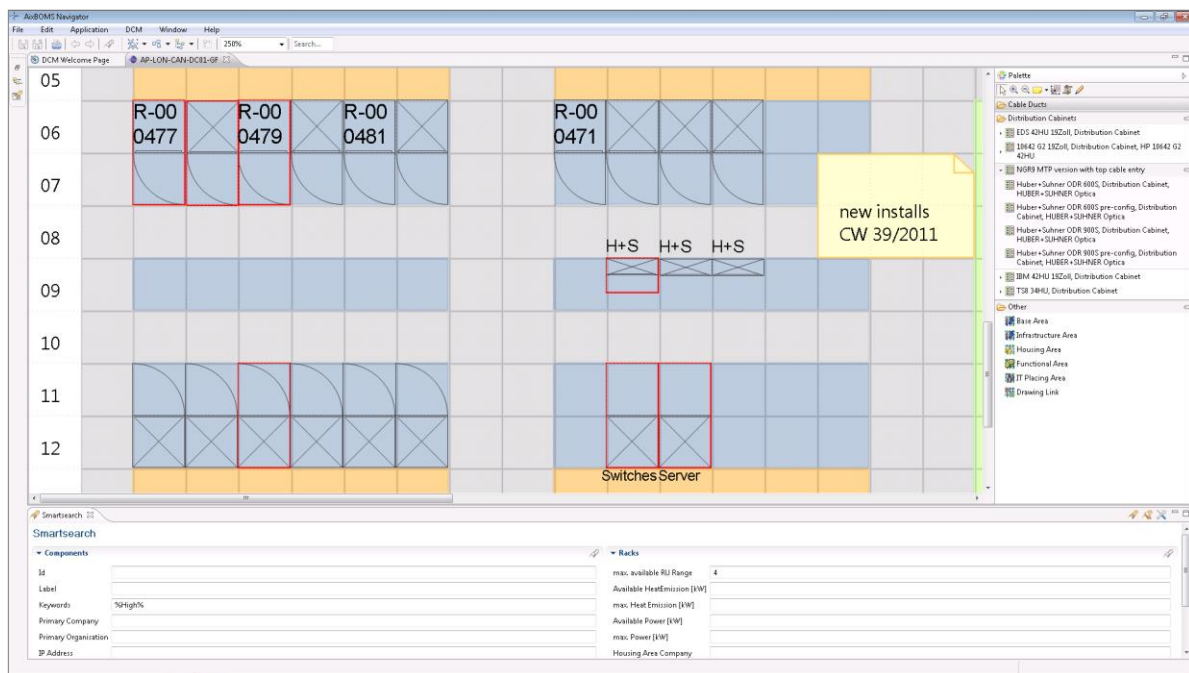 AixBOMS Navigator
File Edit Application DCM Window Help
250% Search...
DCM Welcome Page AP-LON-CAN-DC81-GF
05
06
07
08
09
10
11
12
R-00
0477
R-00
0479
R-00
0481
R-00
0471
new installs
CW 39/2011
H+S H+S H+S
Switches Server
Palette
Cable Ducts
Distribution Cabinets
EDS 42HU 19Zoll, Distribution Cabinet
10642 G2 19Zoll, Distribution Cabinet, HP 10642 G2
42HU
NGR9 MTP version with top cable entry
Huber+Suhner ODR 600S, Distribution Cabinet,
HUBER+SUHNER Optica
Huber+Suhner ODR 600S pre-config, Distribution
Cabinet, HUBER+SUHNER Optica
Huber+Suhner ODR 900S, Distribution Cabinet,
HUBER+SUHNER Optica
Huber+Suhner ODR 900S pre-config, Distribution
Cabinet, HUBER+SUHNER Optica
IBM 42HU 19Zoll, Distribution Cabinet
TS8 34HU, Distribution Cabinet
Other
Base Area
Infrastructure Area
Housing Area
Functional Area
IT Placing Area
Drawing Link
Smartsearch
Smartsearch
Components
Id
Label
Keywords %High%
Primary Company
Primary Organisation
IP Address
Racks
max. available RU Range 4
Available HeatEmission [kW]
max. Heat Emission [kW]
Available Power [kW]
max. Power [kW]
Housing Area Company